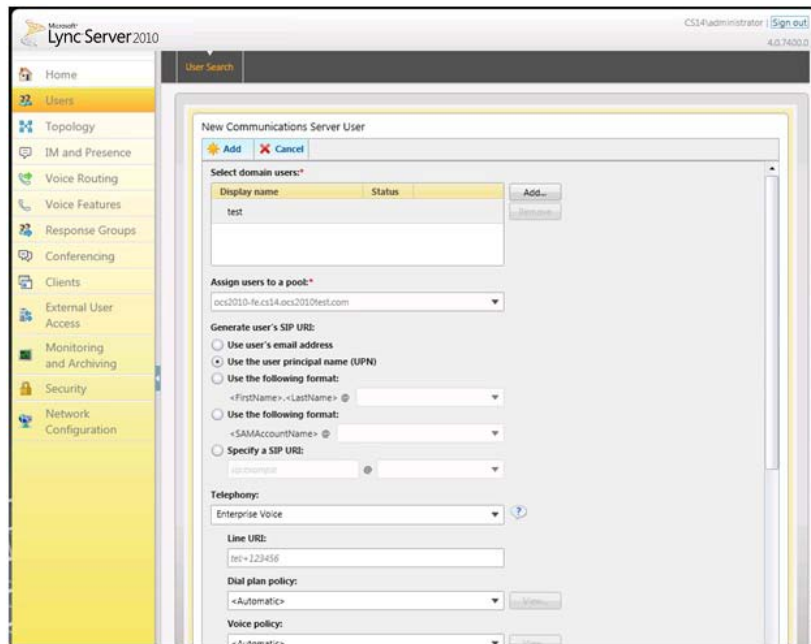 Microsoft®
Lync Server 2010
CS14\administrator | Sign out
4.0.7400.0
Home
Users
Topology
IM and Presence
Voice Routing
Voice Features
Response Groups
Conferencing
Clients
External User
Access
Monitoring
and Archiving
Security
Network
Configuration
User Search
New Communications Server User
Add Cancel
Select domain users:*
Display name Status
test
Add...
Remove
Assign users to a pool:*
ocs2010-fe.cs14.ocs2010test.com
Generate user's SIP URI:
Use user's email address
Use the user principal name (UPN)
Use the following format:
<FirstName>.<LastName> @
Use the following format:
<SAMAccountName> @
Specify a SIP URI:
@
Telephony:
Enterprise Voice
?
Line URI:
tel:+123456
Dial plan policy:
<Automatic> View...
Voice policy:
<Automatic> View...